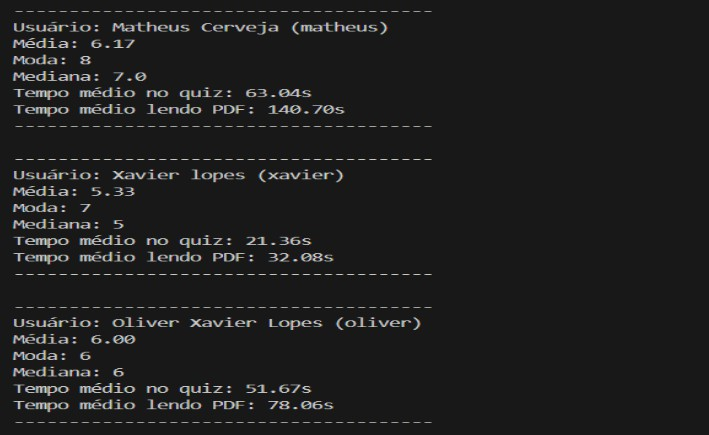 --------------------------------------
Usuário: Matheus Cerveja (matheus)
Média: 6.17
Moda: 8
Mediana: 7.0
Tempo médio no quiz: 63.04s
Tempo médio lendo PDF: 140.70s
--------------------------------------
--------------------------------------
Usuário: Xavier lopes (xavier)
Média: 5.33
Moda: 7
Mediana: 5
Tempo médio no quiz: 21.36s
Tempo médio lendo PDF: 32.08s
--------------------------------------
--------------------------------------
Usuário: Oliver Xavier Lopes (oliver)
Média: 6.00
Moda: 6
Mediana: 6
Tempo médio no quiz: 51.67s
Tempo médio lendo PDF: 78.06s
--------------------------------------